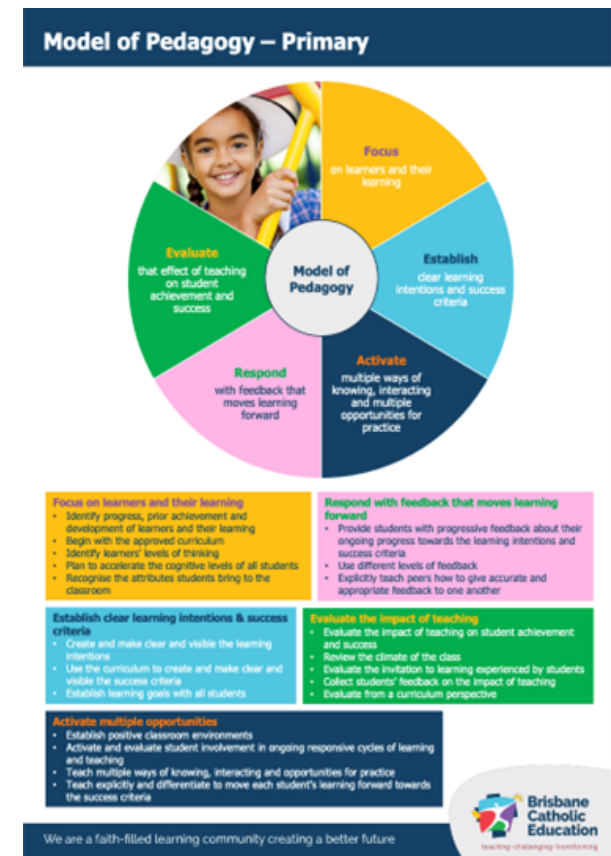 Model of Pedagogy – Primary
Focus
on learners and their
learning
Establish
clear learning
intentions and success
criteria
Activate
multiple ways of
knowing, interacting
and multiple
opportunities for
practice
Respond
with feedback that
moves learning
forward
Evaluate
that effect of teaching
on student
achievement and
success
Model of
Pedagogy
Focus on learners and their learning
• Identify progress, prior achievement and
development of learners and their learning
• Begin with the approved curriculum
• Identify learners' levels of thinking
• Plan to accelerate the cognitive levels of all students
• Recognise the attributes students bring to the
classroom
Respond with feedback that moves learning
forward
• Provide students with progressive feedback about their
ongoing progress towards the learning intentions and
success criteria
• Use different levels of feedback
• Explicitly teach peers how to give accurate and
appropriate feedback to one another
Establish clear learning intentions & success
criteria
• Create and make clear and visible the learning
intentions
• Use the curriculum to create and make clear and
visible the success criteria
• Establish learning goals with all students
Evaluate the impact of teaching
• Evaluate the impact of teaching on student achievement
and success
• Review the climate of the class
• Evaluate the invitation to learning experienced by students
• Collect students' feedback on the impact of teaching
• Evaluate from a curriculum perspective
Activate multiple opportunities
• Establish positive classroom environments
• Activate and evaluate student involvement in ongoing responsive cycles of learning
and teaching
• Teach multiple ways of knowing, interacting and opportunities for practice
• Teach explicitly and differentiate to move each student's learning forward towards
the success criteria
We are a faith-filled learning community creating a better future
Brisbane
Catholic
Education
teaching·challenging·transforming